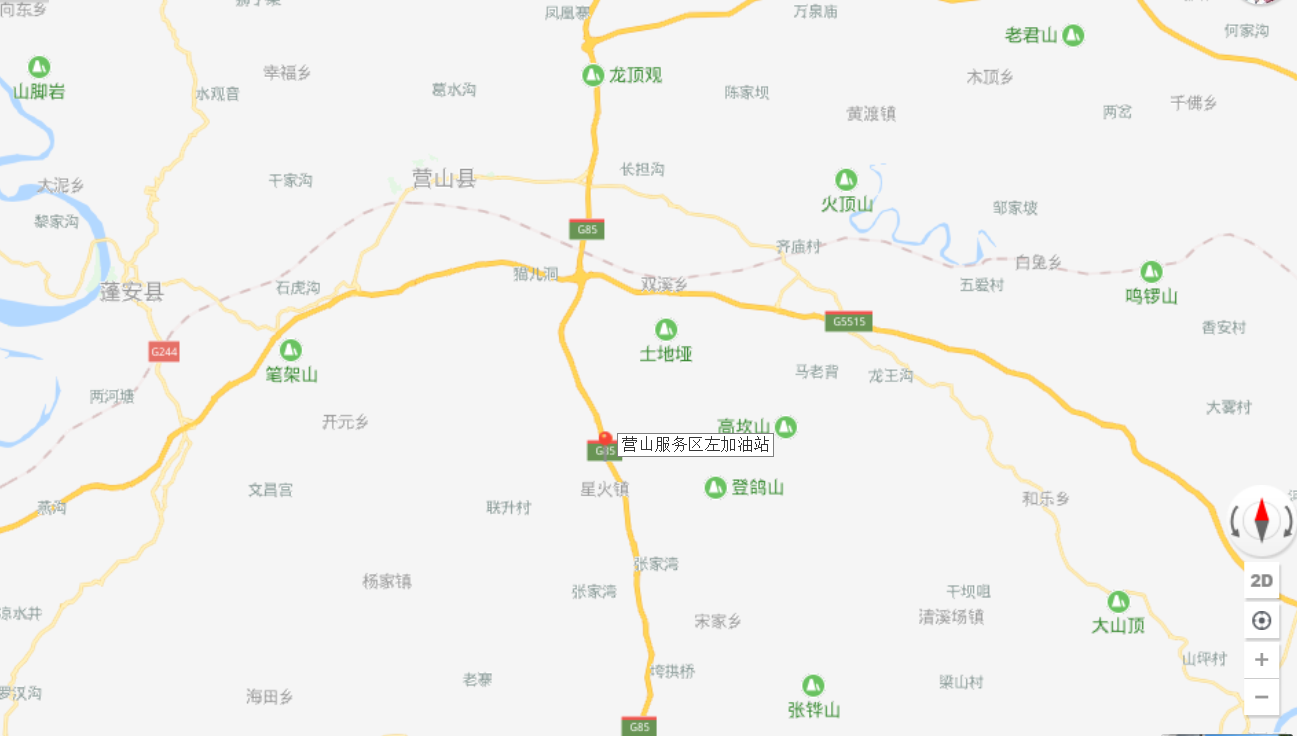 向东乡
凤凰寨
万泉庙
何家沟
老君山
山脚岩
幸福乡
水观音
葛水沟
龙顶观
陈家坝
木顶乡
黄渡镇
两岔
千佛乡
大泥乡
干家沟
营山县
长担沟
火顶山
黎家沟
邹家坡
G85
齐庙村
猫儿洞
双溪乡
白兔乡
五爱村
鸣锣山
蓬安县
石虎沟
G5515
香安村
G244
土地垭
笔架山
马老背
龙王沟
两河塘
开元乡
高坎山
大雾村
营山服务区左加油站
文昌宫
星火镇
登鸽山
燕沟
联升村
和乐乡
张家湾
杨家镇
张家湾
干坝咀
2D
凉水井
宋家乡
清溪场镇
大山顶
垮拱桥
山坪村
罗汉沟
海田乡
老寨
梁山村
张铧山
G85